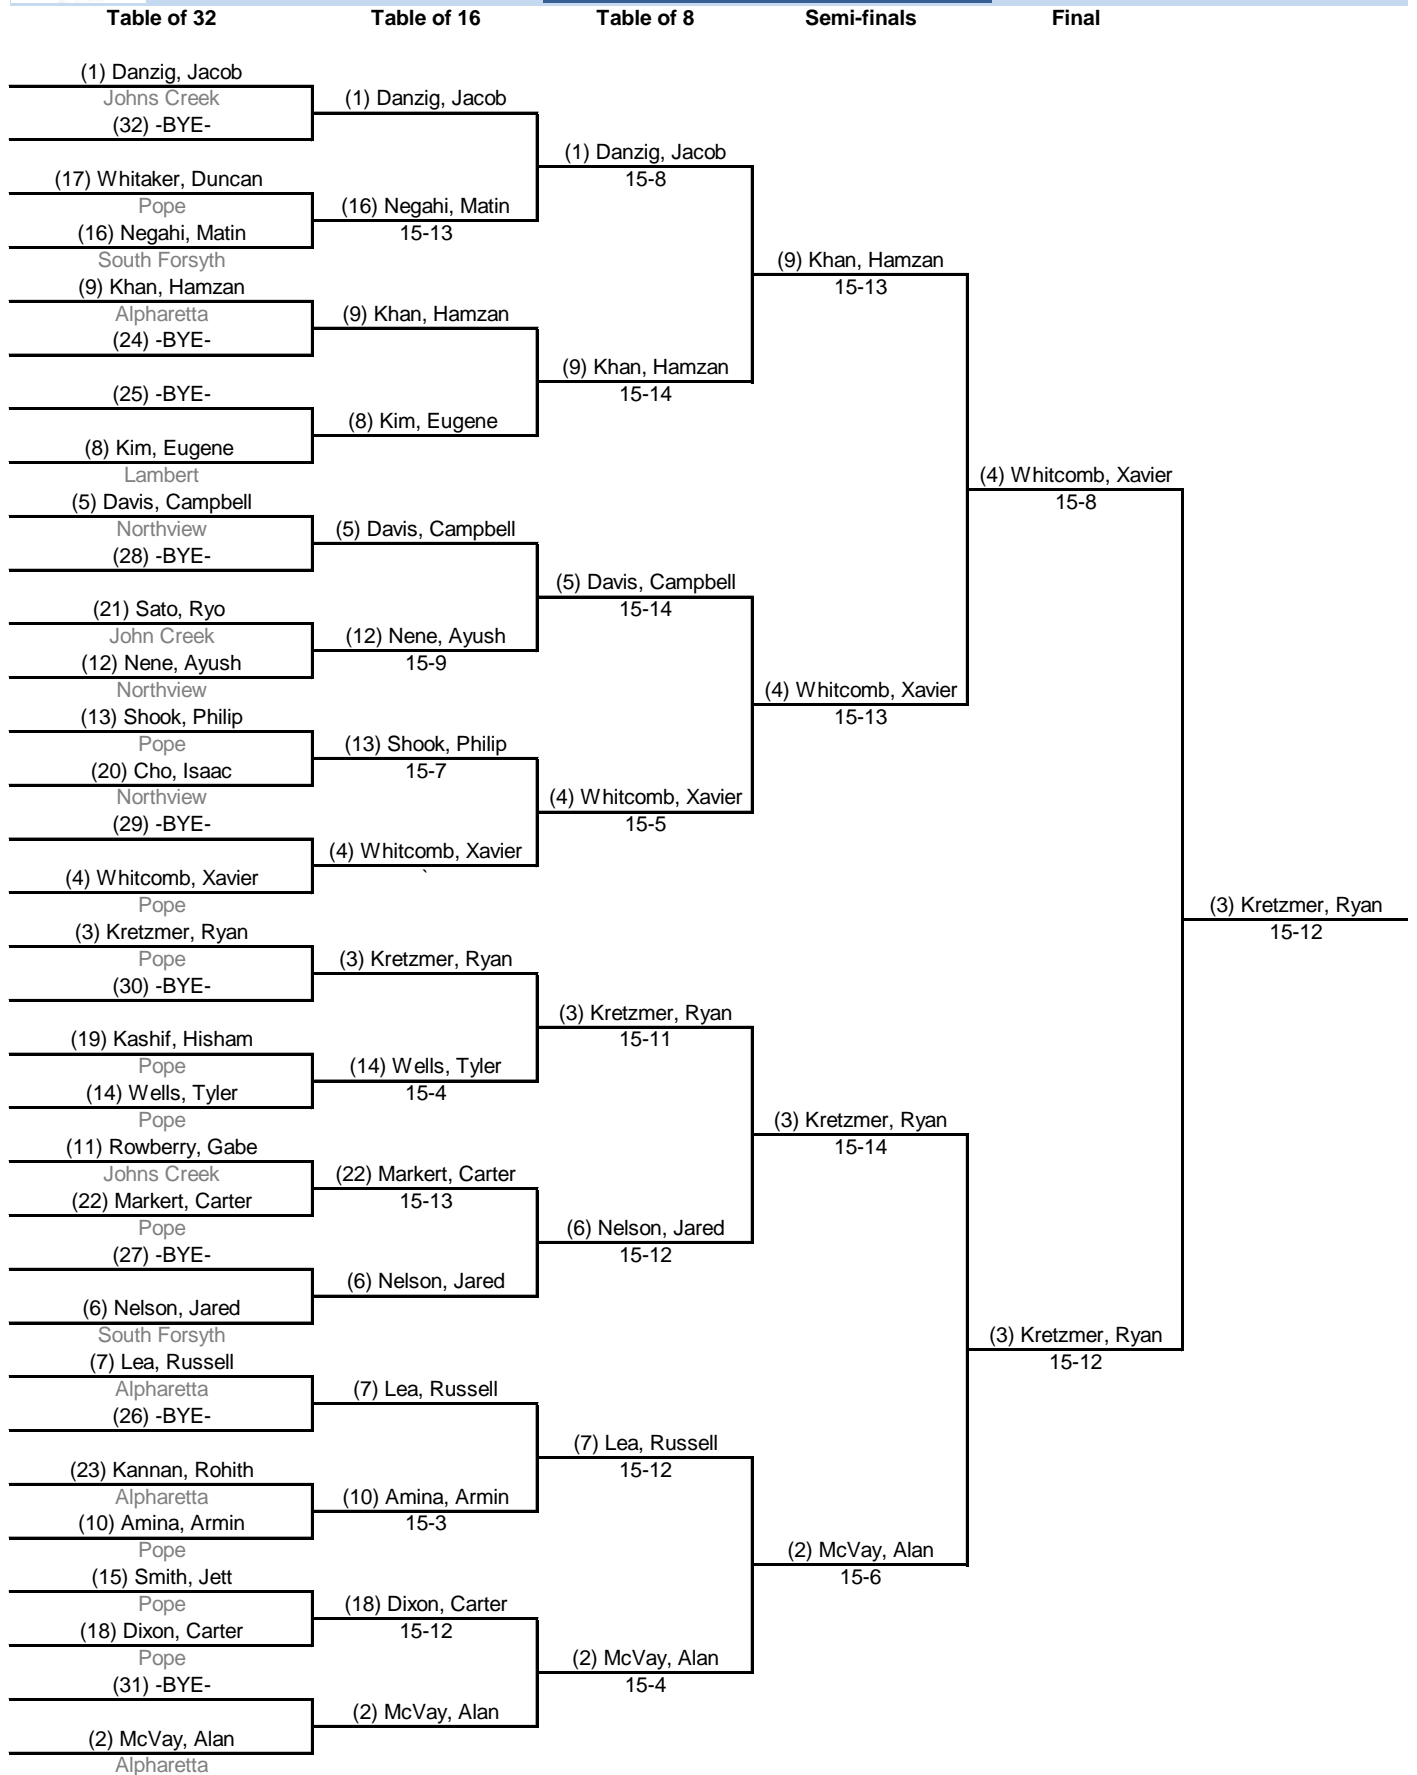 Table of 32
Table of 16
Table of 8
Semi-finals
Final
(1) Danzig, Jacob
Johns Creek
(32) -BYE-
(17) Whitaker, Duncan
Pope
(16) Negahi, Matin
South Forsyth
(9) Khan, Hamzan
Alpharetta
(24) -BYE-
(25) -BYE-
(8) Kim, Eugene
Lambert
(5) Davis, Campbell
Northview
(28) -BYE-
(21) Sato, Ryo
John Creek
(12) Nene, Ayush
Northview
(13) Shook, Philip
Pope
(20) Cho, Isaac
Northview
(29) -BYE-
(4) Whitcomb, Xavier
Pope
(3) Kretzmer, Ryan
Pope
(30) -BYE-
(19) Kashif, Hisham
Pope
(14) Wells, Tyler
Pope
(11) Rowberry, Gabe
Johns Creek
(22) Markert, Carter
Pope
(27) -BYE-
(6) Nelson, Jared
South Forsyth
(7) Lea, Russell
Alpharetta
(26) -BYE-
(23) Kannan, Rohith
Alpharetta
(10) Amina, Armin
Pope
(15) Smith, Jett
Pope
(18) Dixon, Carter
Pope
(31) -BYE-
(2) McVay, Alan
Alpharetta
(1) Danzig, Jacob
(16) Negahi, Matin
15-13
(9) Khan, Hamzan
(8) Kim, Eugene
(5) Davis, Campbell
(12) Nene, Ayush
15-9
(13) Shook, Philip
15-7
(4) Whitcomb, Xavier
`
(3) Kretzmer, Ryan
(14) Wells, Tyler
15-4
(22) Markert, Carter
15-13
(6) Nelson, Jared
(7) Lea, Russell
(10) Amina, Armin
15-3
(18) Dixon, Carter
15-12
(2) McVay, Alan
(1) Danzig, Jacob
15-8
(9) Khan, Hamzan
15-14
(5) Davis, Campbell
15-14
(4) Whitcomb, Xavier
15-5
(3) Kretzmer, Ryan
15-11
(6) Nelson, Jared
15-12
(7) Lea, Russell
15-12
(2) McVay, Alan
15-4
(9) Khan, Hamzan
15-13
(4) Whitcomb, Xavier
15-13
(3) Kretzmer, Ryan
15-14
(2) McVay, Alan
15-6
(4) Whitcomb, Xavier
15-8
(3) Kretzmer, Ryan
15-12
(3) Kretzmer, Ryan
15-12